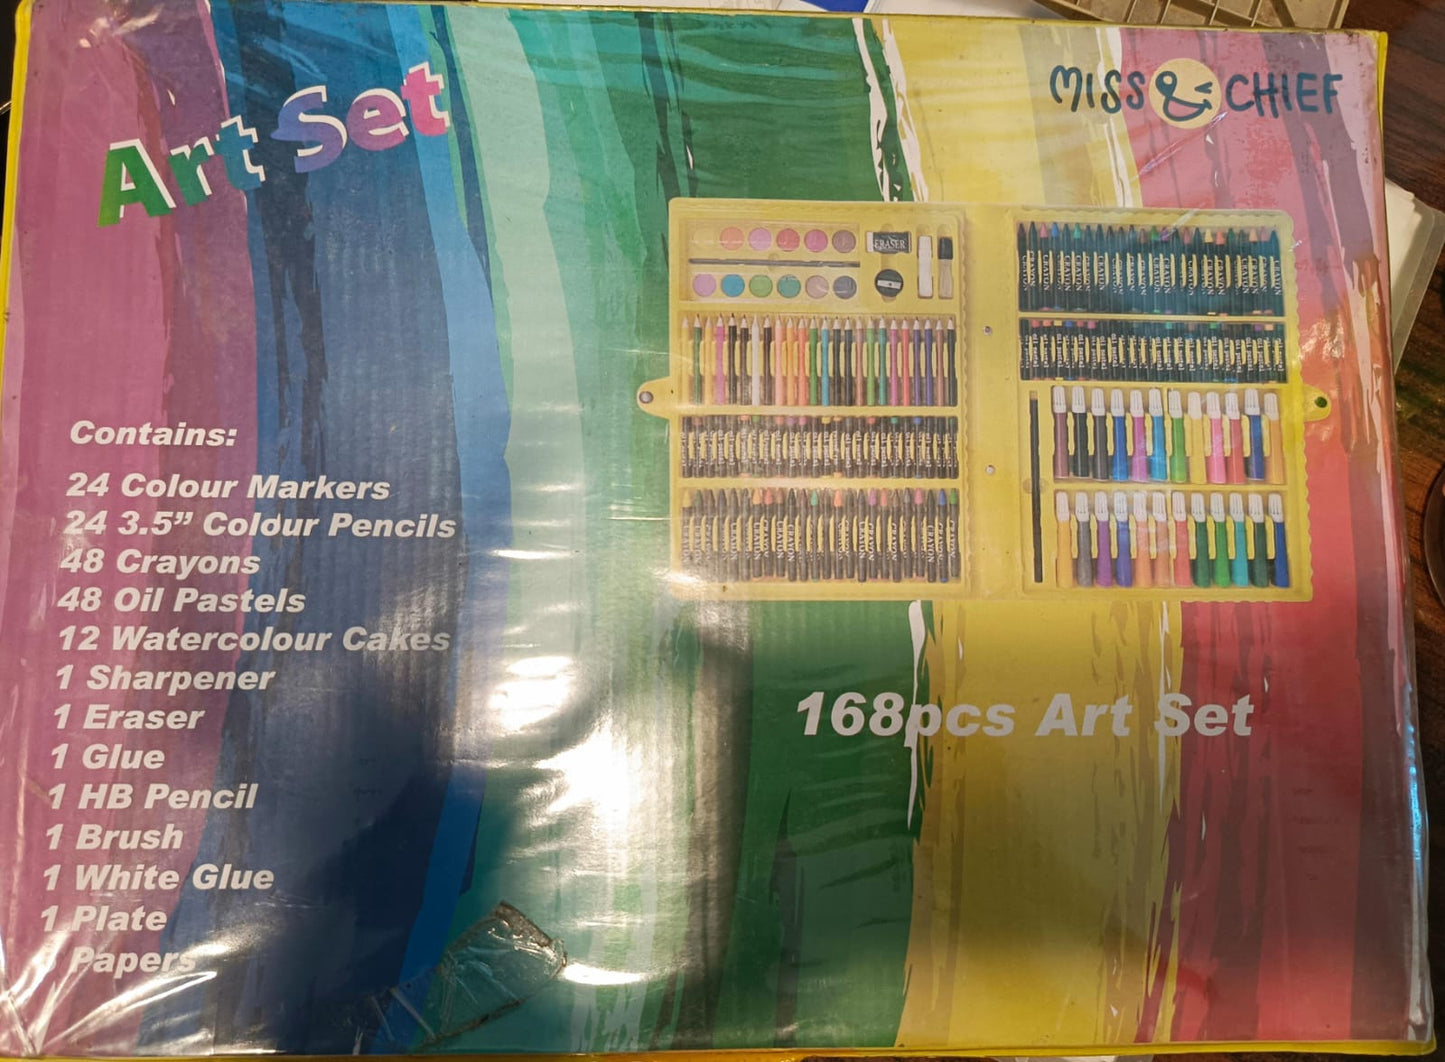 Art Set
MISS & CHIEF
ERASER
Contains:
24 Colour Markers
24 3.5” Colour Pencils
48 Crayons
48 Oil Pastels
12 Watercolour Cakes
1 Sharpener
1 Eraser
1 Glue
1 HB Pencil
1 Brush
1 White Glue
1 Plate
Papers
168pcs Art Set